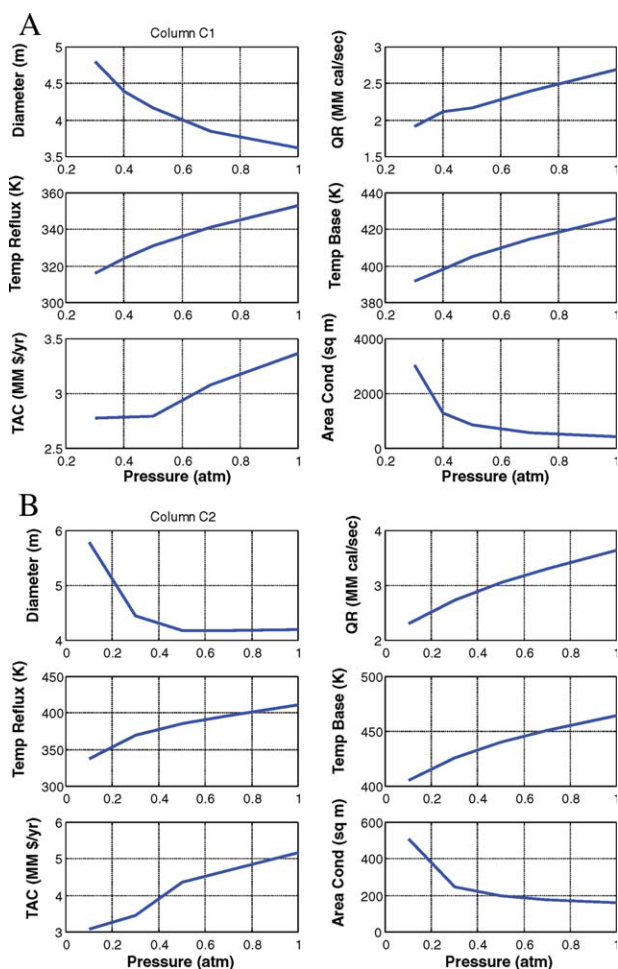 A
Column C1
Diameter (m)
5
4.5
4
3.5
0.2 0.4 0.6 0.8 1
QR (MM cal/sec)
3
2.5
2
1.5
0.2 0.4 0.6 0.8 1
Temp Reflux (K)
360
340
320
300
0.2 0.4 0.6 0.8 1
Temp Base (K)
440
420
400
380
0.2 0.4 0.6 0.8 1
TAC (MM $/yr)
3.5
3
2.5
0.2 0.4 0.6 0.8 1
Pressure (atm)
Area Cond (sq m)
4000
2000
0
0.2 0.4 0.6 0.8 1
Pressure (atm)
B
Column C2
Diameter (m)
6
5
4
0 0.2 0.4 0.6 0.8 1
QR (MM cal/sec)
4
3
2
0 0.2 0.4 0.6 0.8 1
Temp Reflux (K)
450
400
350
300
0 0.2 0.4 0.6 0.8 1
Temp Base (K)
500
450
400
0 0.2 0.4 0.6 0.8 1
TAC (MM $/yr)
6
5
4
3
0 0.2 0.4 0.6 0.8 1
Pressure (atm)
Area Cond (sq m)
600
400
200
0
0 0.2 0.4 0.6 0.8 1
Pressure (atm)